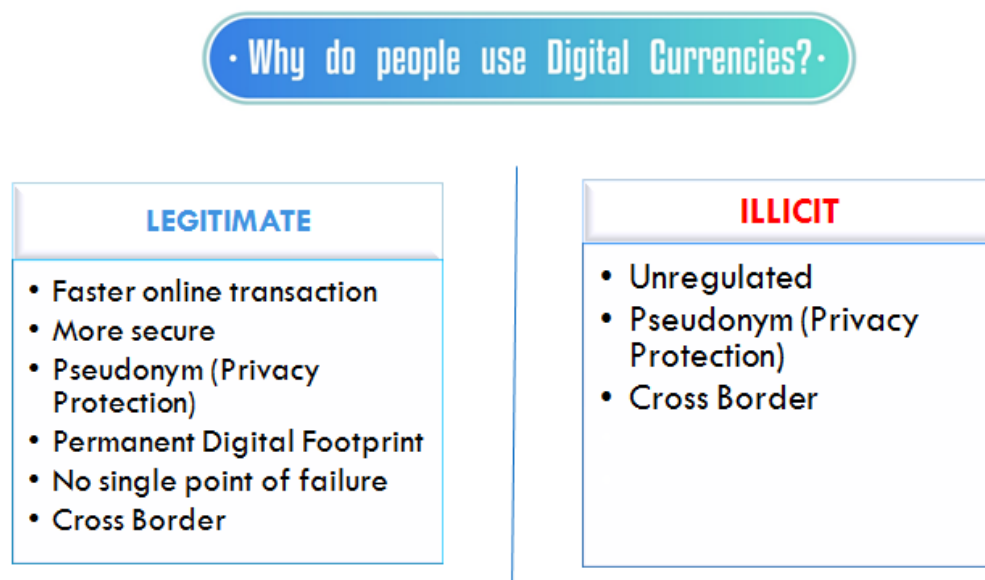 · Why do people use Digital Currencies? ·
LEGITIMATE
• Faster online transaction
• More secure
• Pseudonym (Privacy
Protection)
• Permanent Digital Footprint
• No single point of failure
• Cross Border
ILLICIT
• Unregulated
• Pseudonym (Privacy
Protection)
• Cross Border